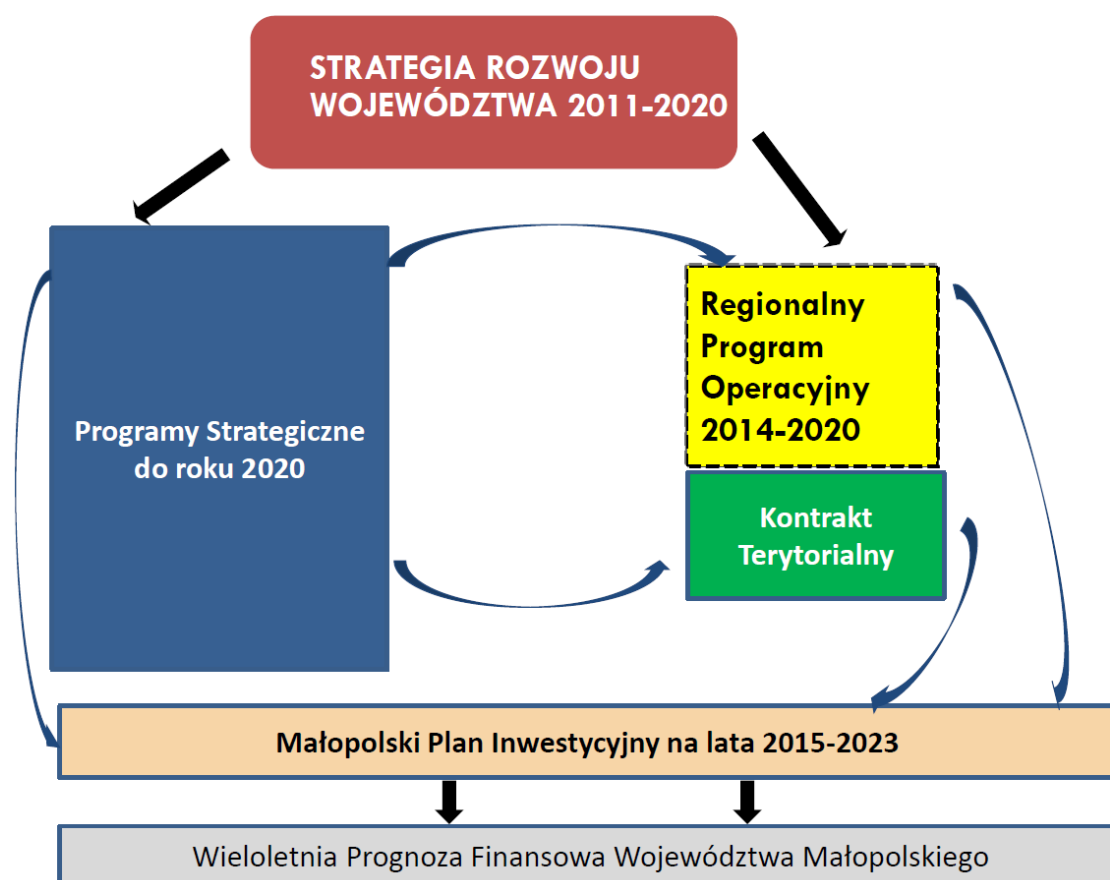 STRATEGIA ROZWOJU
WOJEWÓDZTWA 2011-2020
Regionalny
Program
Operacyjny
2014-2020
Programy Strategiczne
do roku 2020
Kontrakt
Terytorialny
Małopolski Plan Inwestycyjny na lata 2015-2023
Wieloletnia Prognoza Finansowa Województwa Małopolskiego